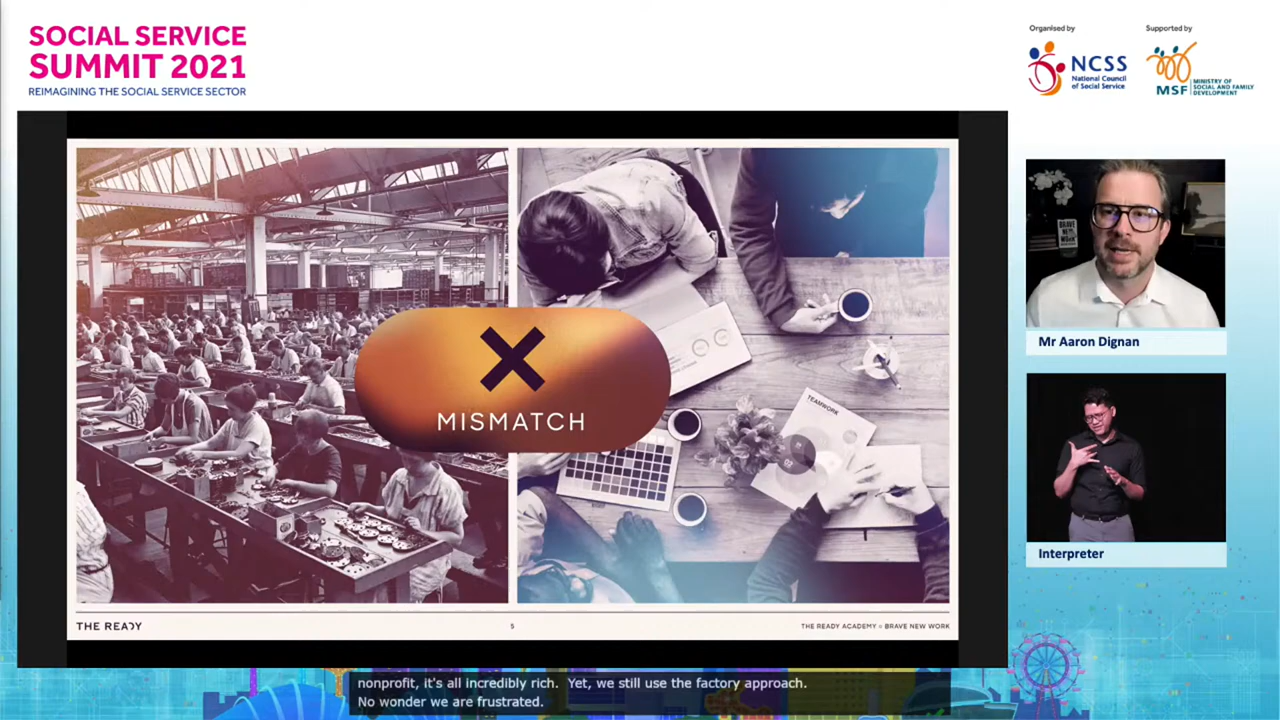 SOCIAL SERVICE
SUMMIT 2021
REIMAGINING THE SOCIAL SERVICE SECTOR
Organised by
NCSS
National Council
of Social Service
Supported by
MSF
MINISTRY OF
SOCIAL AND FAMILY
DEVELOPMENT
MISMATCH
TEAMWORK
THE READY
5
THE READY ACADEMY :: BRAVE NEW WORK
BRAVE
NEW
WORK
Mr Aaron Dignan
Interpreter
nonprofit, it's all incredibly rich. Yet, we still use the factory approach.
No wonder we are frustrated.